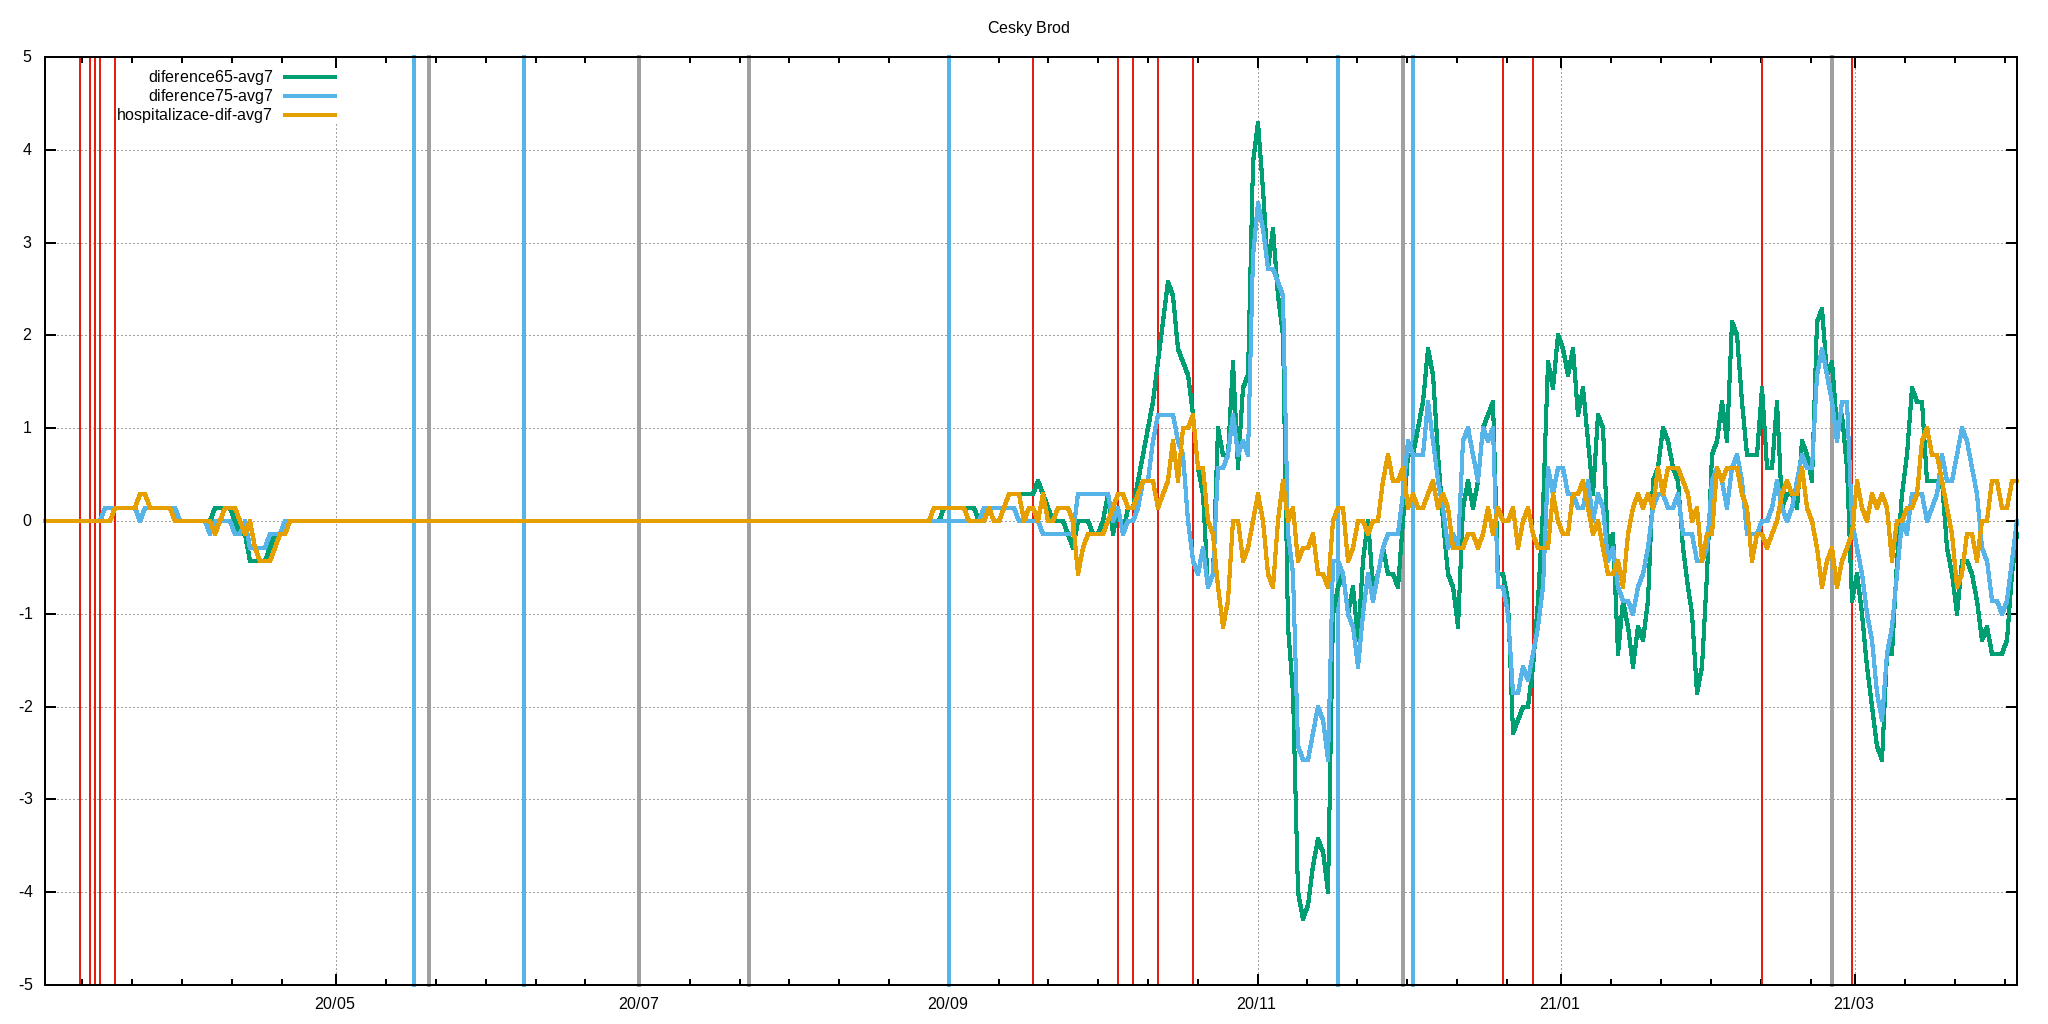 Cesky Brod
5
diference65-avg7
diference75-avg7
hospitalizace-dif-avg7
4
3
2
1
0
-1
-2
-3
-4
-5
20/05 20/07 20/09 20/11 21/01 21/03